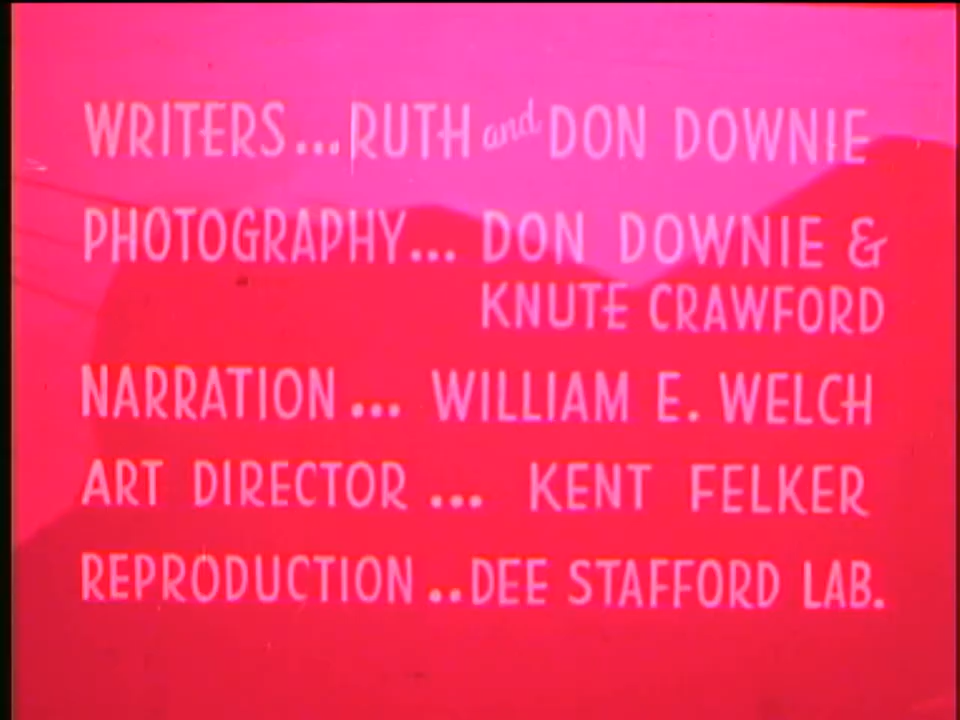 WRITERS...RUTH and DON DOWNIE
PHOTOGRAPHY... DON DOWNIE &
KNUTE CRAWFORD
NARRATION... WILLIAM E. WELCH
ART DIRECTOR... KENT FELKER
REPRODUCTION..DEE STAFFORD LAB.